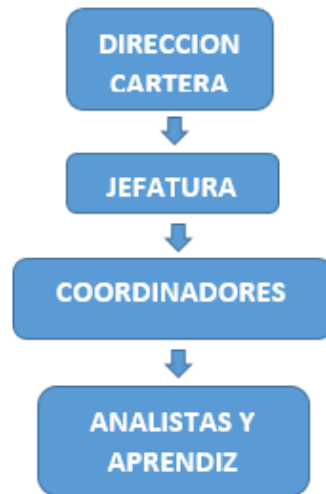 DIRECCION
CARTERA
JEFATURA
COORDINADORES
ANALISTAS Y
APRENDIZ